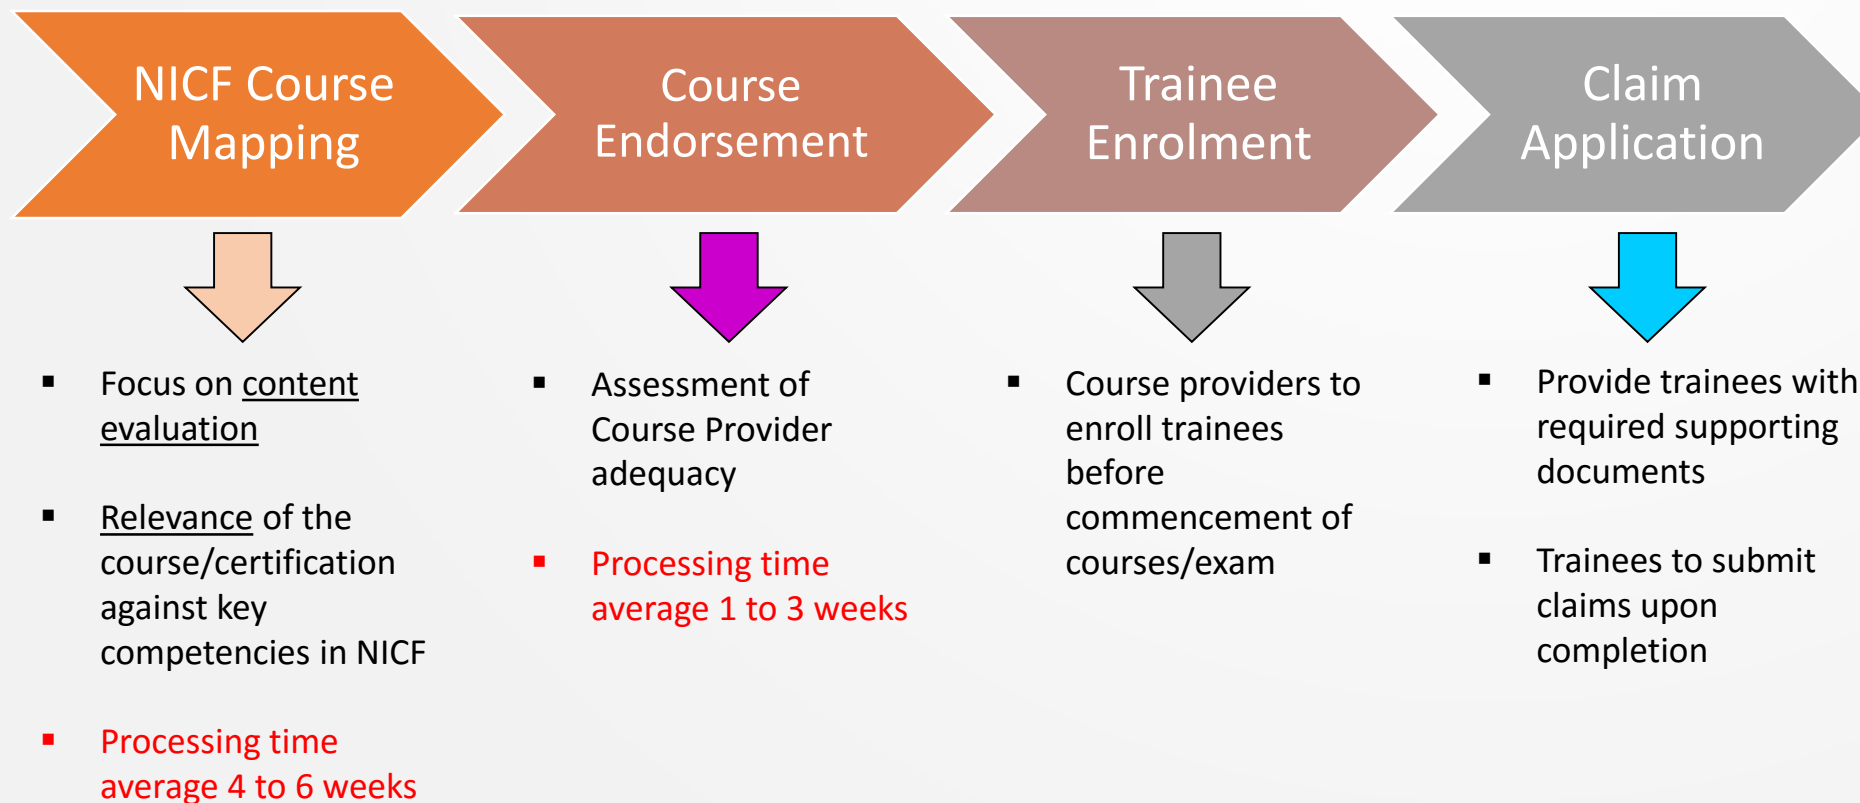 NICF Course
Mapping
Course
Endorsement
Trainee
Enrolment
Claim
Application
▪ Focus on content
evaluation
▪ Relevance of the
course/certification
against key
competencies in NICF
▪ Processing time
average 4 to 6 weeks
▪ Assessment of
Course Provider
adequacy
▪ Processing time
average 1 to 3 weeks
▪ Course providers to
enroll trainees
before
commencement of
courses/exam
▪ Provide trainees with
required supporting
documents
▪ Trainees to submit
claims upon
completion